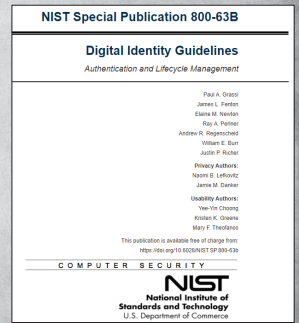 NIST Special Publication 800-63B
Digital Identity Guidelines
Authentication and Lifecycle Management
Paul A. Grassi
James L. Fenton
Elaine M. Newton
Ray A. Perlner
Andrew R. Regenscheid
William E. Burr
Justin P. Richer
Privacy Authors:
Naomi B. Lefkovitz
Jamie M. Danker
Usability Authors:
Yee-Yin Choong
Kristen K. Greene
Mary F. Theofanos
This publication is available free of charge from:
https://doi.org/10.6028/NIST.SP.800-63b
COMPUTER SECURITY
NIST
National Institute of
Standards and Technology
U.S. Department of Commerce